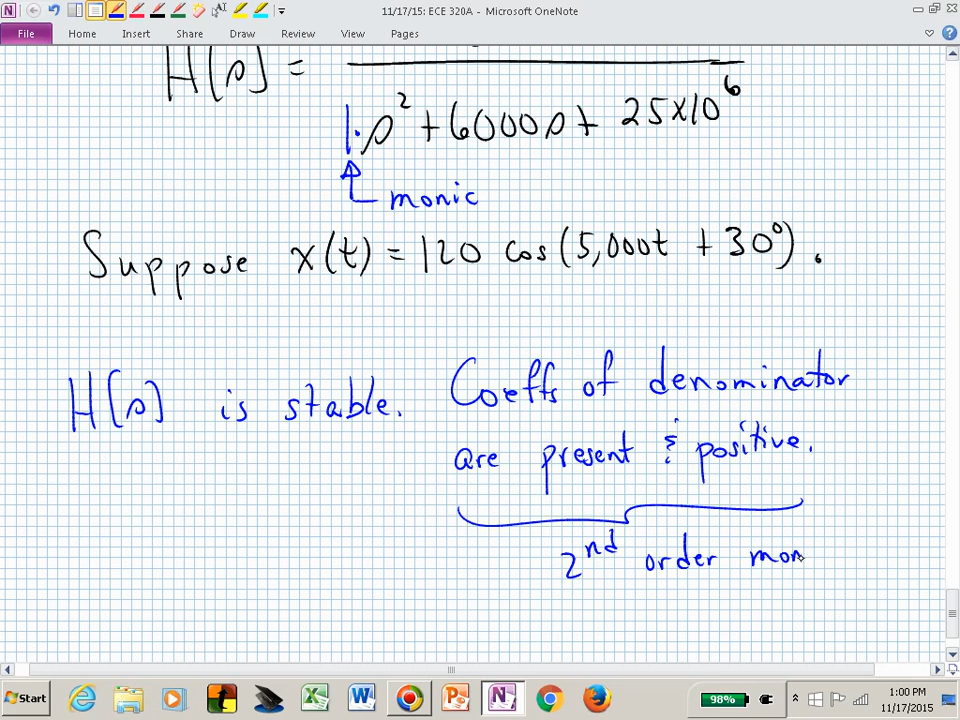 11/17/15: ECE 320A - Microsoft OneNote
File Home Insert Share Draw Review View Pages
H(s) =
1·s² + 6000s + 25x10⁶
monic
Suppose x(t) = 120 cos(5,000t + 30°).
H(s) is stable. Coeffs of denominator
are present & positive.
2nd order mon
Start
98%
1:00 PM
11/17/2015